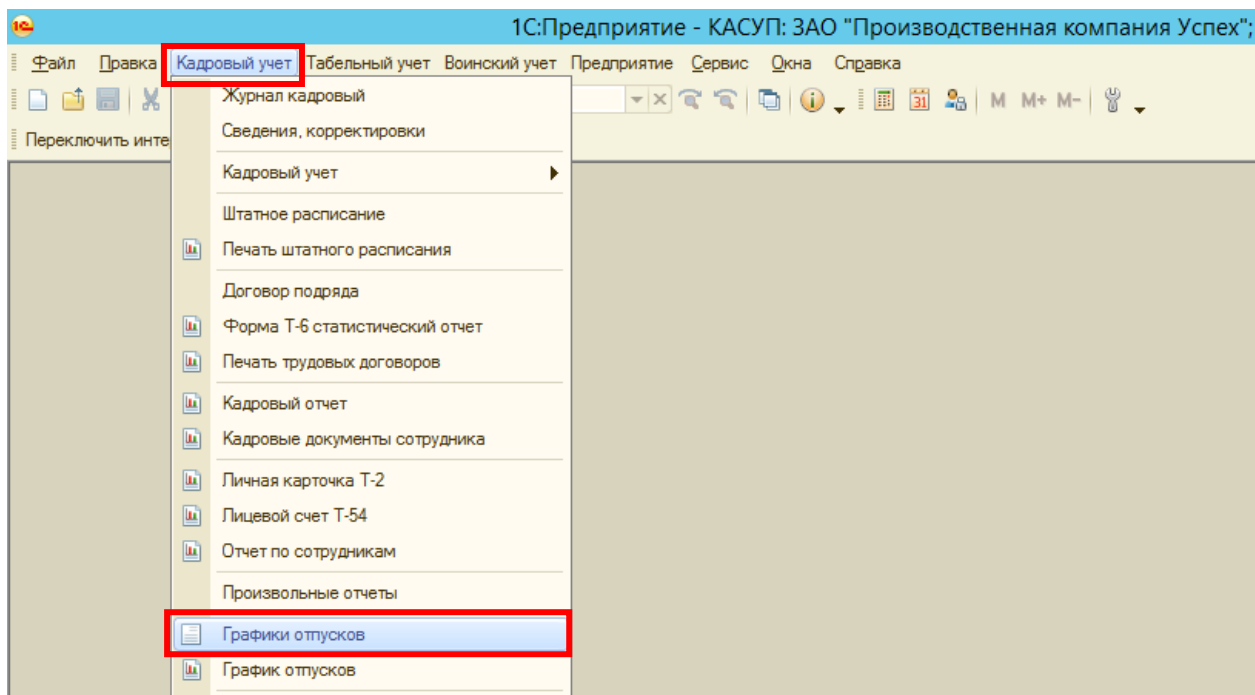 1С:Предприятие - КАСУП: ЗАО "Производственная компания Успех";
Файл Правка Кадровый учет Табельный учет Воинский учет Предприятие Сервис Окна Справка
M M+ M-
Переключить инте
Журнал кадровый
Сведения, корректировки
Кадровый учет
Штатное расписание
Печать штатного расписания
Договор подряда
Форма Т-6 статистический отчет
Печать трудовых договоров
Кадровый отчет
Кадровые документы сотрудника
Личная карточка Т-2
Лицевой счет Т-54
Отчет по сотрудникам
Произвольные отчеты
Графики отпусков
График отпусков